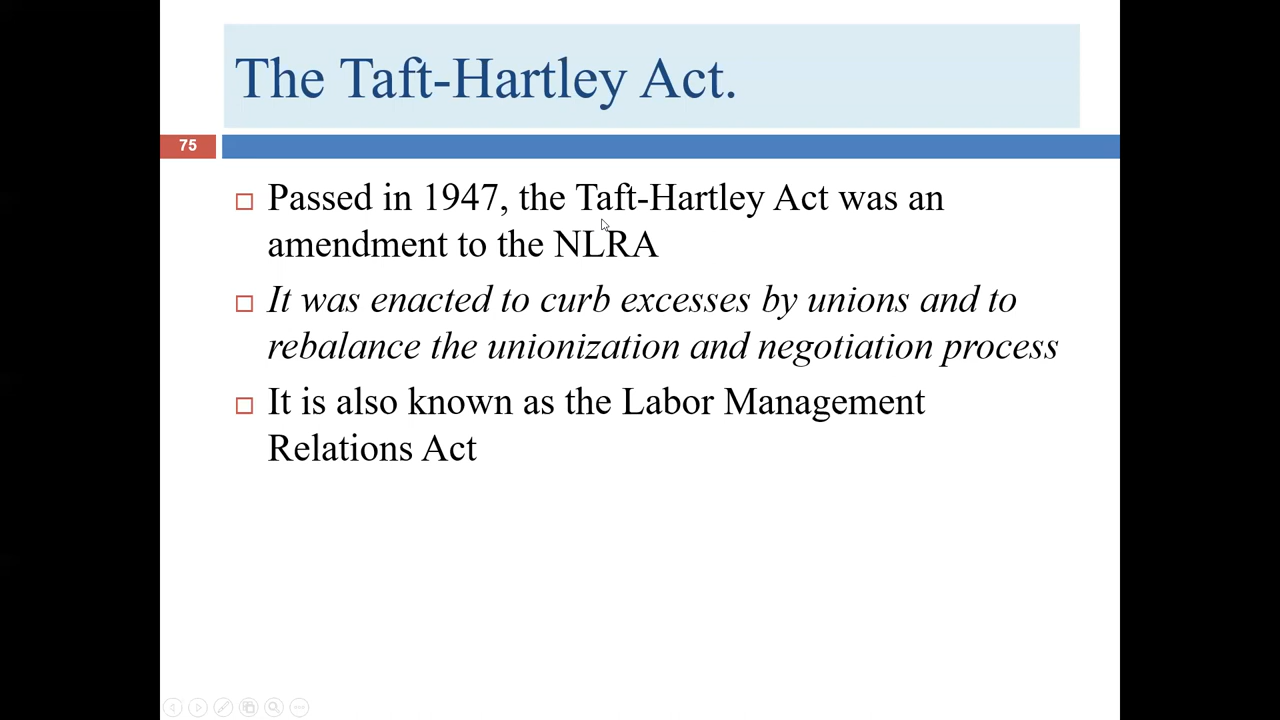 The Taft-Hartley Act.
75
Passed in 1947, the Taft-Hartley Act was an
amendment to the NLRA
It was enacted to curb excesses by unions and to
rebalance the unionization and negotiation process
It is also known as the Labor Management
Relations Act